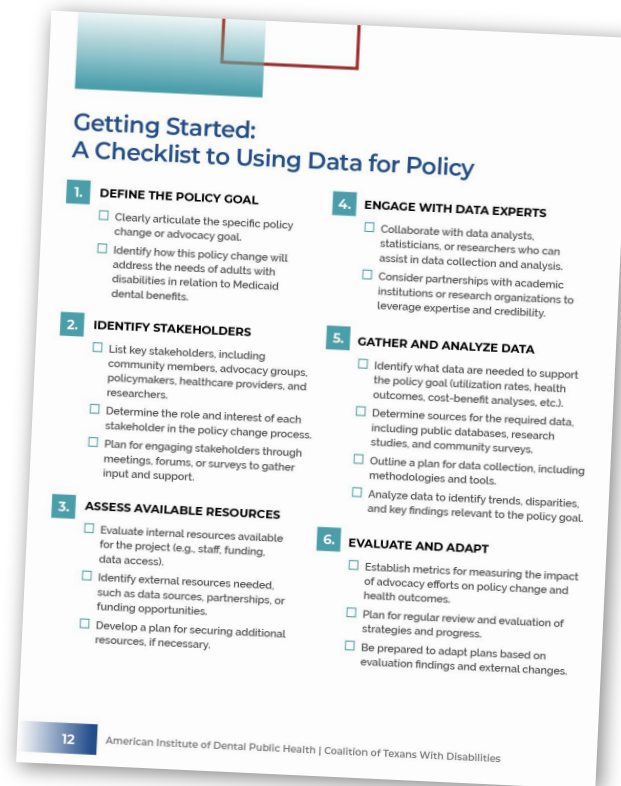 Getting Started:
A Checklist to Using Data for Policy
1.
DEFINE THE POLICY GOAL
Clearly articulate the specific policy
change or advocacy goal.
Identify how this policy change will
address the needs of adults with
disabilities in relation to Medicaid
dental benefits.
2.
IDENTIFY STAKEHOLDERS
List key stakeholders, including
community members, advocacy groups,
policymakers, healthcare providers, and
researchers.
Determine the role and interest of each
stakeholder in the policy change process.
Plan for engaging stakeholders through
meetings, forums, or surveys to gather
input and support.
3.
ASSESS AVAILABLE RESOURCES
Evaluate internal resources available
for the project (e.g., staff, funding,
data access).
Identify external resources needed,
such as data sources, partnerships, or
funding opportunities.
Develop a plan for securing additional
resources, if necessary.
4.
ENGAGE WITH DATA EXPERTS
Collaborate with data analysts,
statisticians, or researchers who can
assist in data collection and analysis.
Consider partnerships with academic
institutions or research organizations to
leverage expertise and credibility.
5.
GATHER AND ANALYZE DATA
Identify what data are needed to support
the policy goal (utilization rates, health
outcomes, cost-benefit analyses, etc.).
Determine sources for the required data,
including public databases, research
studies, and community surveys.
Outline a plan for data collection, including
methodologies and tools.
Analyze data to identify trends, disparities,
and key findings relevant to the policy goal.
6.
EVALUATE AND ADAPT
Establish metrics for measuring the impact
of advocacy efforts on policy change and
health outcomes.
Plan for regular review and evaluation of
strategies and progress.
Be prepared to adapt plans based on
evaluation findings and external changes.
12
American Institute of Dental Public Health | Coalition of Texans With Disabilities